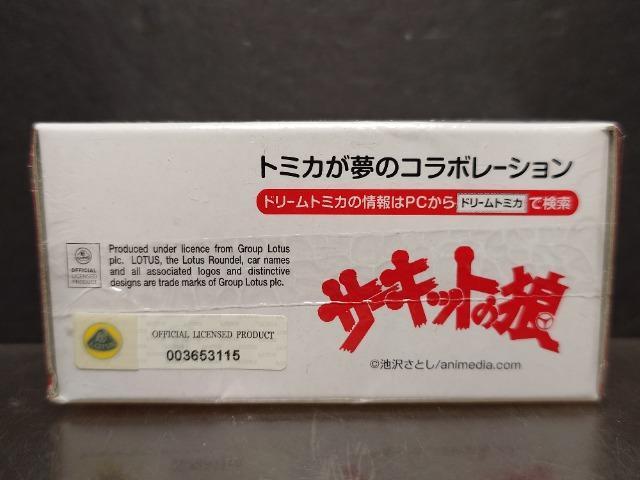 トミカが夢のコラボレーション
ドリームトミカの情報はPCから ドリームトミカ で検索
OFFICIAL
LICENSED
PRODUCT
Produced under licence from Group Lotus
plc. LOTUS, the Lotus Roundel, car names
and all associated logos and distinctive
designs are trade marks of Group Lotus plc.
サーキットの狼
LOTUS
OFFICIAL LICENSED PRODUCT
003653115
©池沢さとし/animedia.com